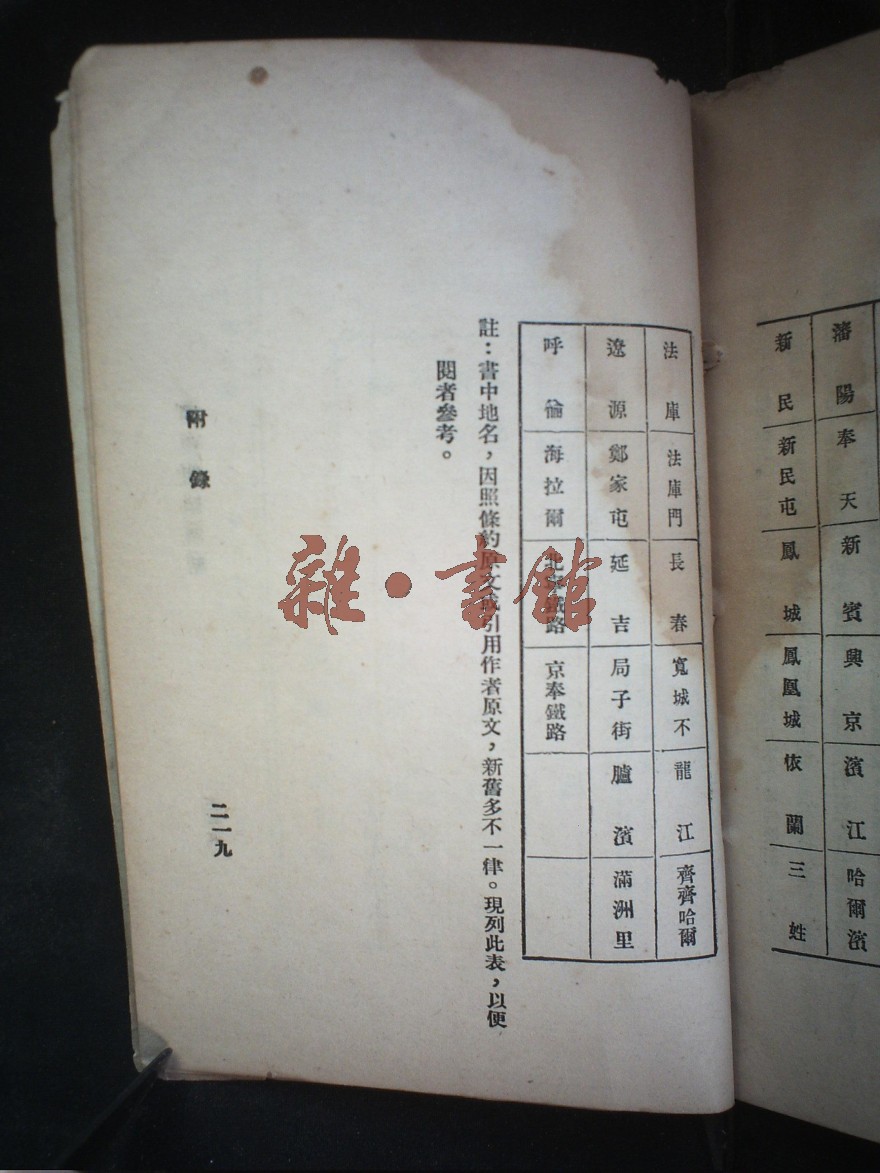 瀋陽 奉天 新賓 興京 濱江 哈爾濱
新民 新民屯 鳳城 鳳凰城 依蘭 三姓
法庫 法庫門 長春 寬城不 龍江 齊齊哈爾
遼源 鄭家屯 延吉 局子街 臚濱 滿洲里
呼倫 海拉爾 北寧鐵路 京奉鐵路
註：書中地名，因照條約原文或引用作者原文，新舊多不一律。現列此表，以便
閱者參考。
附錄
二一九
雜·書館